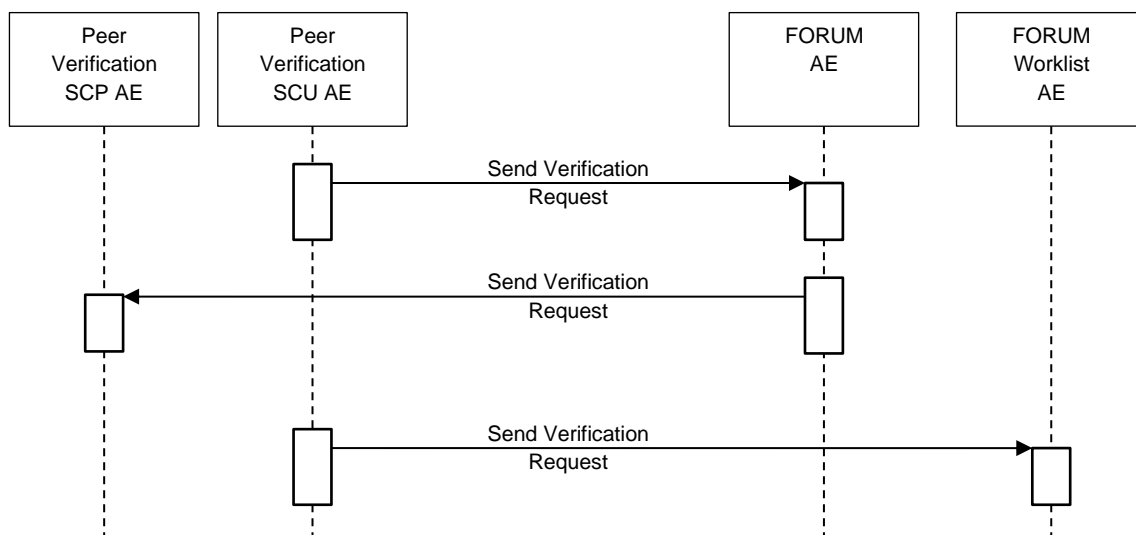 Peer
Verification
SCP AE
Peer
Verification
SCU AE
FORUM
AE
FORUM
Worklist
AE
Send Verification
Request
Send Verification
Request
Send Verification
Request